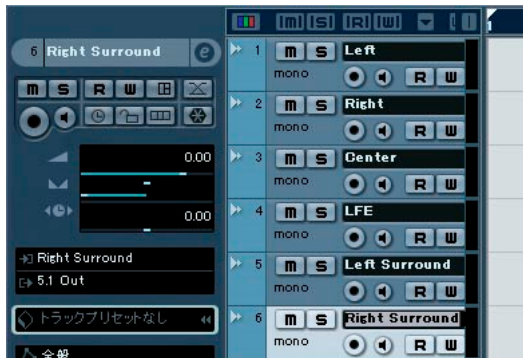 6 Right Surround e
m S R W
0.00
0.00
Right Surround
5.1 Out
トラックプリセットなし
全般
m S R W
1 m S Left
mono R W
2 m S Right
mono R W
3 m S Center
mono R W
4 m S LFE
mono R W
5 m S Left Surround
mono R W
6 m S Right Surround
mono R W
1